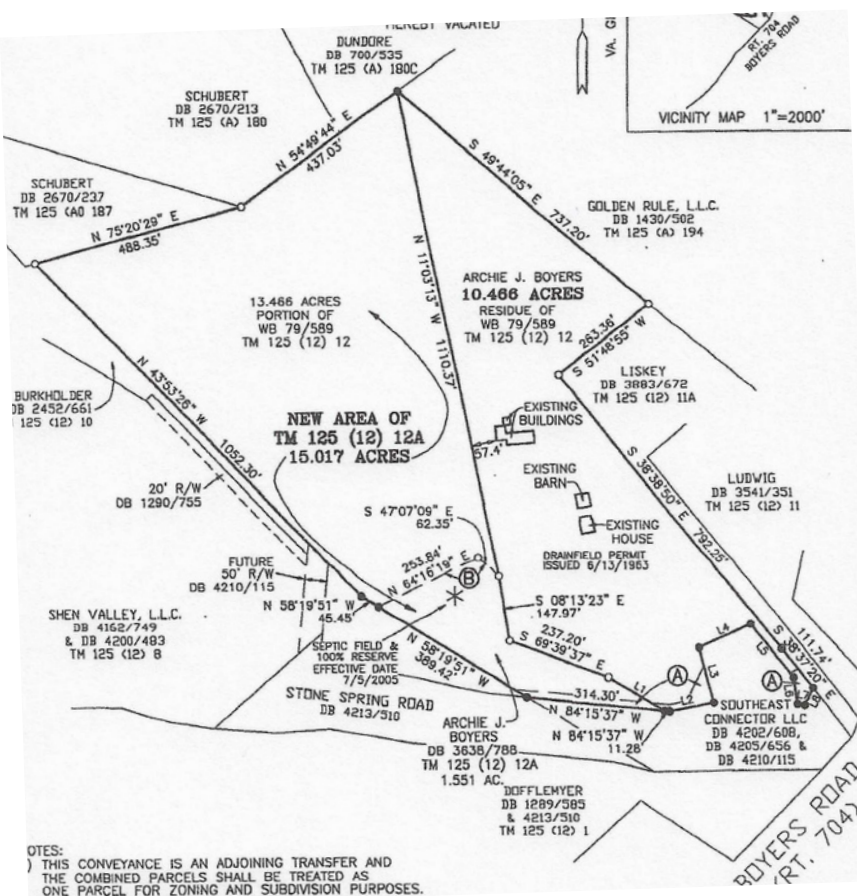 HEREBY VACATED
DUNDORE
DB 700/535
TM 125 (A) 180C
VA. G
RT. 704
BOYERS ROAD
VICINITY MAP 1"=2000'
SCHUBERT
DB 2670/213
TM 125 (A) 180
N 54°49'44" E
437.03'
SCHUBERT
DB 2670/237
TM 125 (A0 187
N 75°20'29" E
488.35'
S 49°44'05" E 737.20'
GOLDEN RULE, L.L.C.
DB 1430/502
TM 125 (A) 194
N 11°03'13" W 1110.37'
ARCHIE J. BOYERS
10.466 ACRES
RESIDUE OF
WB 79/589
TM 125 (12) 12
13.466 ACRES
PORTION OF
WB 79/589
TM 125 (12) 12
263.36'
S 51°48'55" W
LISKEY
DB 3883/672
TM 125 (12) 11A
N 43°53'26" W 1052.30'
BURKHOLDER
DB 2452/661
125 (12) 10
NEW AREA OF
TM 125 (12) 12A
15.017 ACRES
EXISTING
BUILDINGS
57.4'
S 38°38'50" E 792.25'
LUDWIG
DB 3541/351
TM 125 (12) 11
EXISTING
BARN
EXISTING
HOUSE
20' R/W
DB 1290/755
S 47°07'09" E
62.35'
DRAINFIELD PERMIT
ISSUED 6/13/1963
253.84'
N 64°16'19" E
B
FUTURE
50' R/W
DB 4210/115
N 58°19'51" W
45.45'
S 08°13'23" E
147.97'
SHEN VALLEY, L.L.C.
DB 4162/749
& DB 4200/483
TM 125 (12) 8
SEPTIC FIELD &
100% RESERVE
EFFECTIVE DATE
7/5/2005
N 58°19'51" W
389.42'
237.20'
S 69°39'37" E
L4
L5
S 38°37'20" E
111.74'
L1
A
L3
A
L6
L7
L8
L2
314.30'
N 84°15'37" W
N 84°15'37" W
11.28'
STONE SPRING ROAD
DB 4213/510
SOUTHEAST
CONNECTOR LLC
DB 4202/608,
DB 4205/656 &
DB 4210/115
ARCHIE J.
BOYERS
DB 3638/788
TM 125 (12) 12A
1.551 AC.
DOFFLEMYER
DB 1289/585
& 4213/510
TM 125 (12) 1
BOYERS ROAD
(RT. 704)
OTES:
) THIS CONVEYANCE IS AN ADJOINING TRANSFER AND
THE COMBINED PARCELS SHALL BE TREATED AS
ONE PARCEL FOR ZONING AND SUBDIVISION PURPOSES.